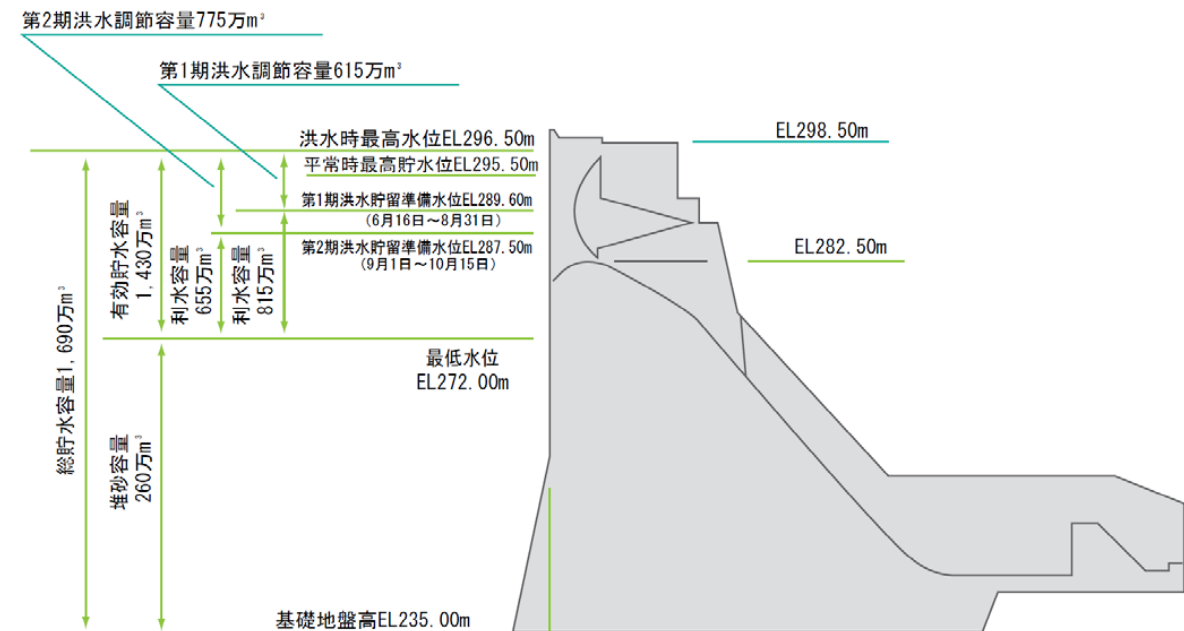 第2期洪水調節容量775万m³
第1期洪水調節容量615万m³
洪水時最高水位EL296.50m
平常時最高貯水位EL295.50m
第1期洪水貯留準備水位EL289.60m
(6月16日～8月31日)
第2期洪水貯留準備水位EL287.50m
(9月1日～10月15日)
EL298.50m
EL282.50m
総貯水容量1,690万m³
有効貯水容量
1,430万m³
利水容量
655万m³
利水容量
815万m³
最低水位
EL272.00m
堆砂容量
260万m³
基礎地盤高EL235.00m